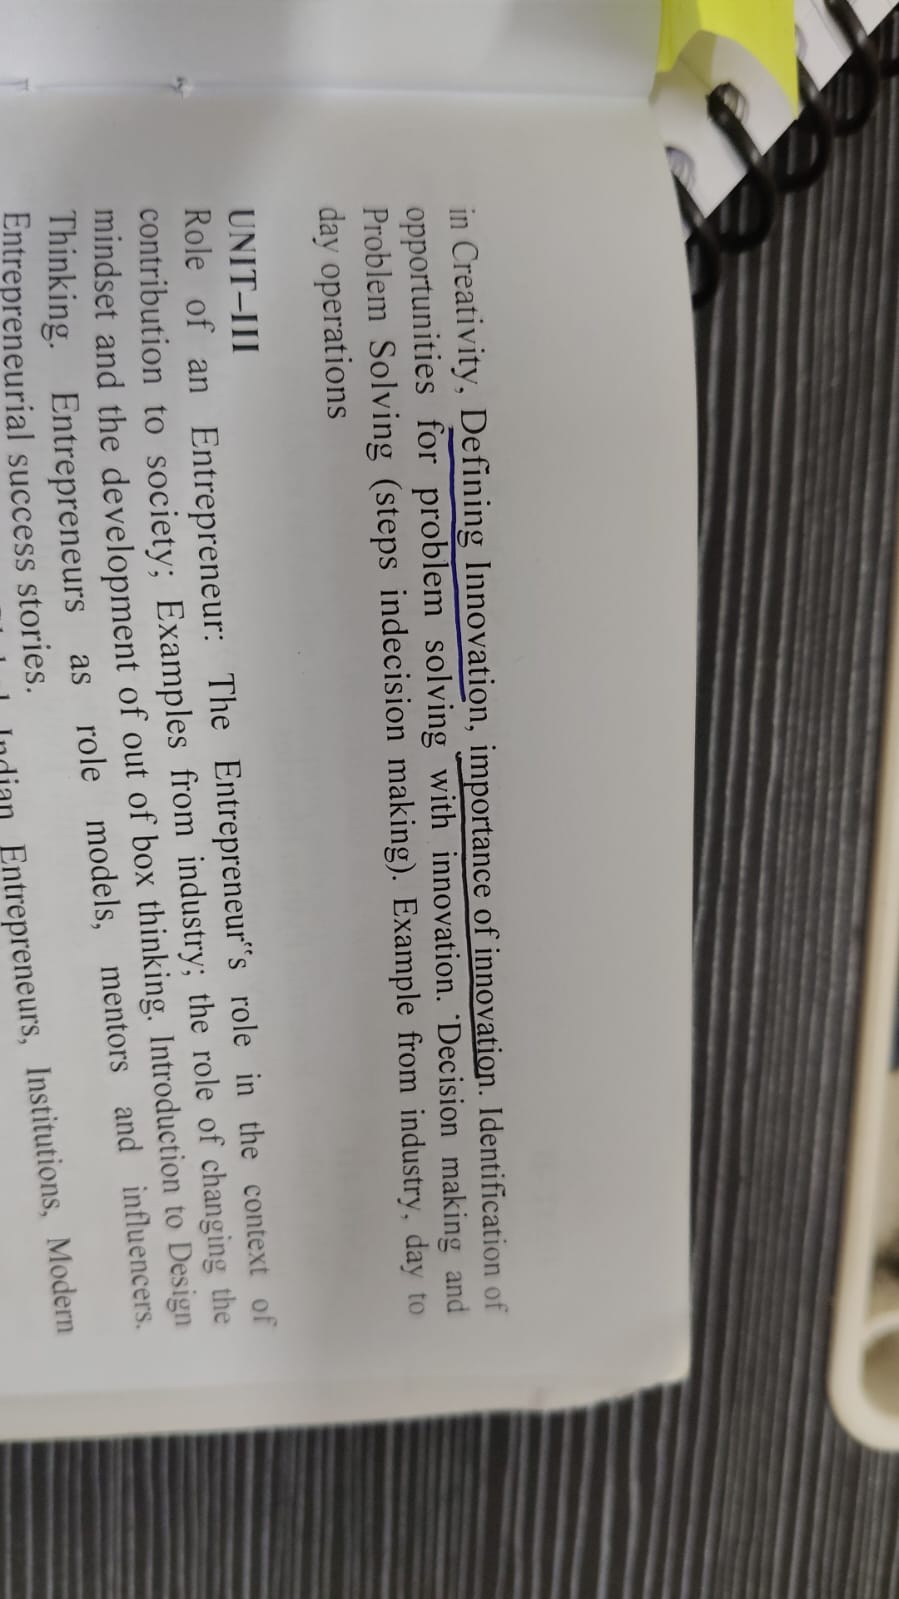 in Creativity, Defining Innovation, importance of innovation. Identification of
opportunities for problem solving with innovation. Decision making and
Problem Solving (steps indecision making). Example from industry, day to
day operations
UNIT–III
Role of an Entrepreneur: The Entrepreneur‟s role in the context of
contribution to society; Examples from industry; the role of changing the
mindset and the development of out of box thinking. Introduction to Design
Thinking. Entrepreneurs as role models, mentors and influencers.
Entrepreneurial success stories.
Indian Entrepreneurs, Institutions, Modern